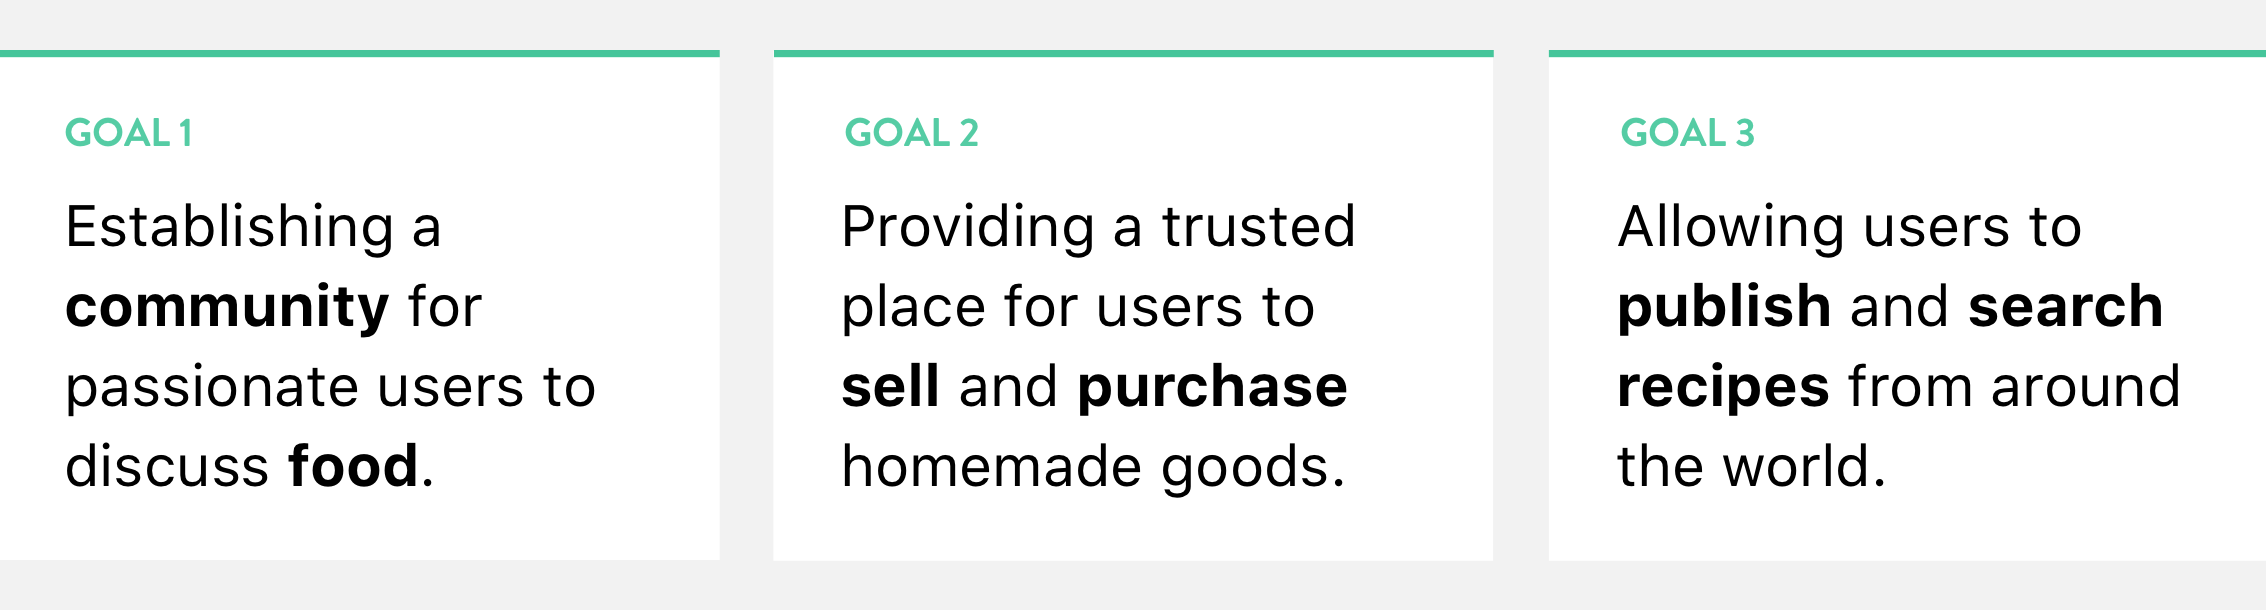 GOAL 1
Establishing a
community for
passionate users to
discuss food.
GOAL 2
Providing a trusted
place for users to
sell and purchase
homemade goods.
GOAL 3
Allowing users to
publish and search
recipes from around
the world.